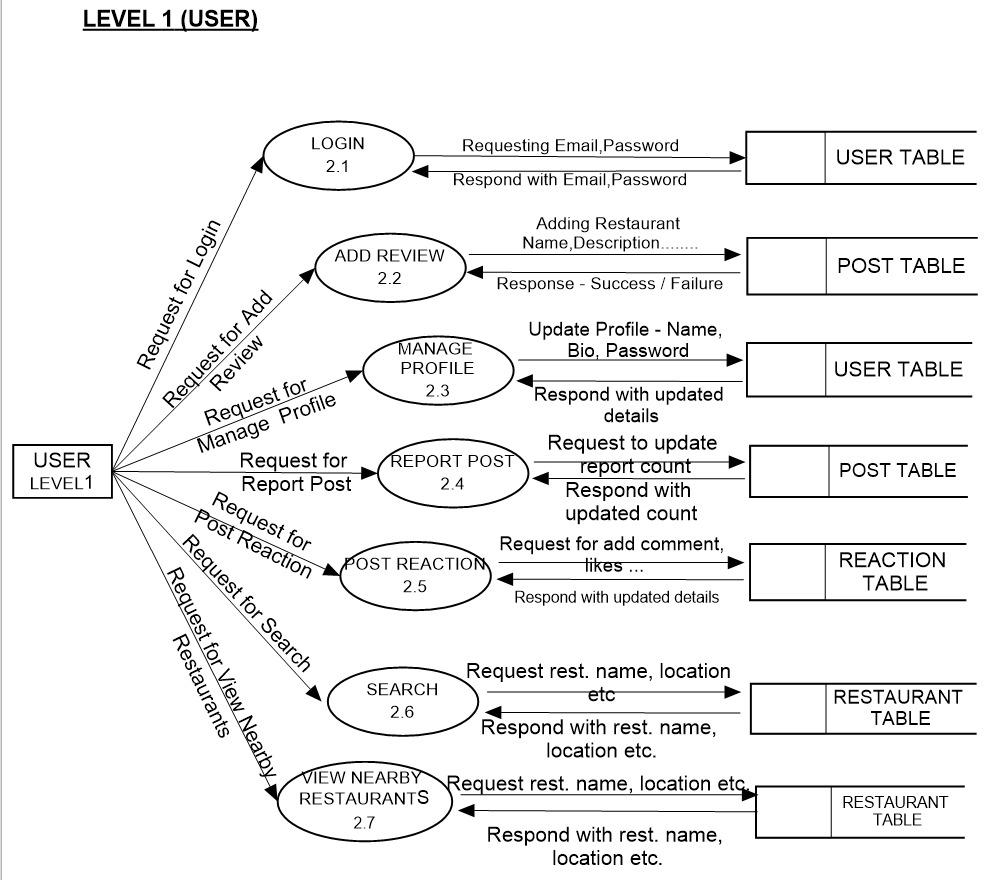 LEVEL 1 (USER)
LOGIN
2.1
Requesting Email,Password
Respond with Email,Password
USER TABLE
Request for Login
ADD REVIEW
2.2
Adding Restaurant
Name,Description........
Response - Success / Failure
POST TABLE
Request for Add
Review
MANAGE
PROFILE
2.3
Update Profile - Name,
Bio, Password
Respond with updated
details
USER TABLE
Request for
Manage Profile
USER
LEVEL1
Request for
Report Post
REPORT POST
2.4
Request to update
report count
Respond with
updated count
POST TABLE
Request for
Post Reaction
POST REACTION
2.5
Request for add comment,
likes ...
Respond with updated details
REACTION
TABLE
Request for Search
SEARCH
2.6
Request rest. name, location
etc
Respond with rest. name,
location etc.
RESTAURANT
TABLE
Request for View Nearby
Restaurants
VIEW NEARBY
RESTAURANTS
2.7
Request rest. name, location etc.
Respond with rest. name,
location etc.
RESTAURANT
TABLE